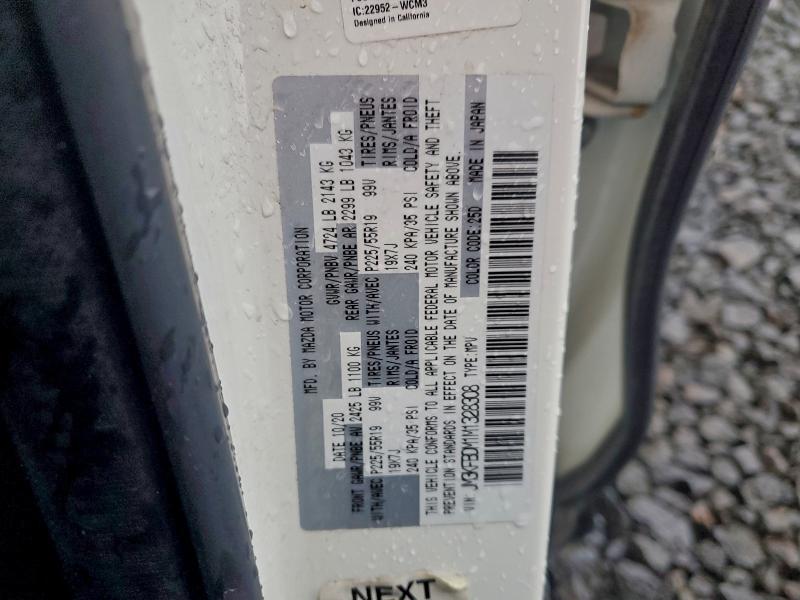 IC:22952-WCM3
Designed in California
MFD. BY MAZDA MOTOR CORPORATION
DATE 10/20 GVWR/PNBV 4724 LB 2143 KG
FRONT GAWR/PNBE AV 2425 LB 1100 KG REAR GAWR/PNBE AR 2299 LB 1043 KG
WITH/AVEC P225/55R19 99V TIRES/PNEUS WITH/AVEC P225/55R19 99V TIRES/PNEUS
19X7J RIMS/JANTES 19X7J RIMS/JANTES
240 KPA/35 PSI COLD/A FROID 240 KPA/35 PSI COLD/A FROID
THIS VEHICLE CONFORMS TO ALL APPLICABLE FEDERAL MOTOR VEHICLE SAFETY AND THEFT
PREVENTION STANDARDS IN EFFECT ON THE DATE OF MANUFACTURE SHOWN ABOVE.
VIN: JM3KFBDM1M1328308 TYPE:MPV COLOR CODE:25D MADE IN JAPAN
NEXT